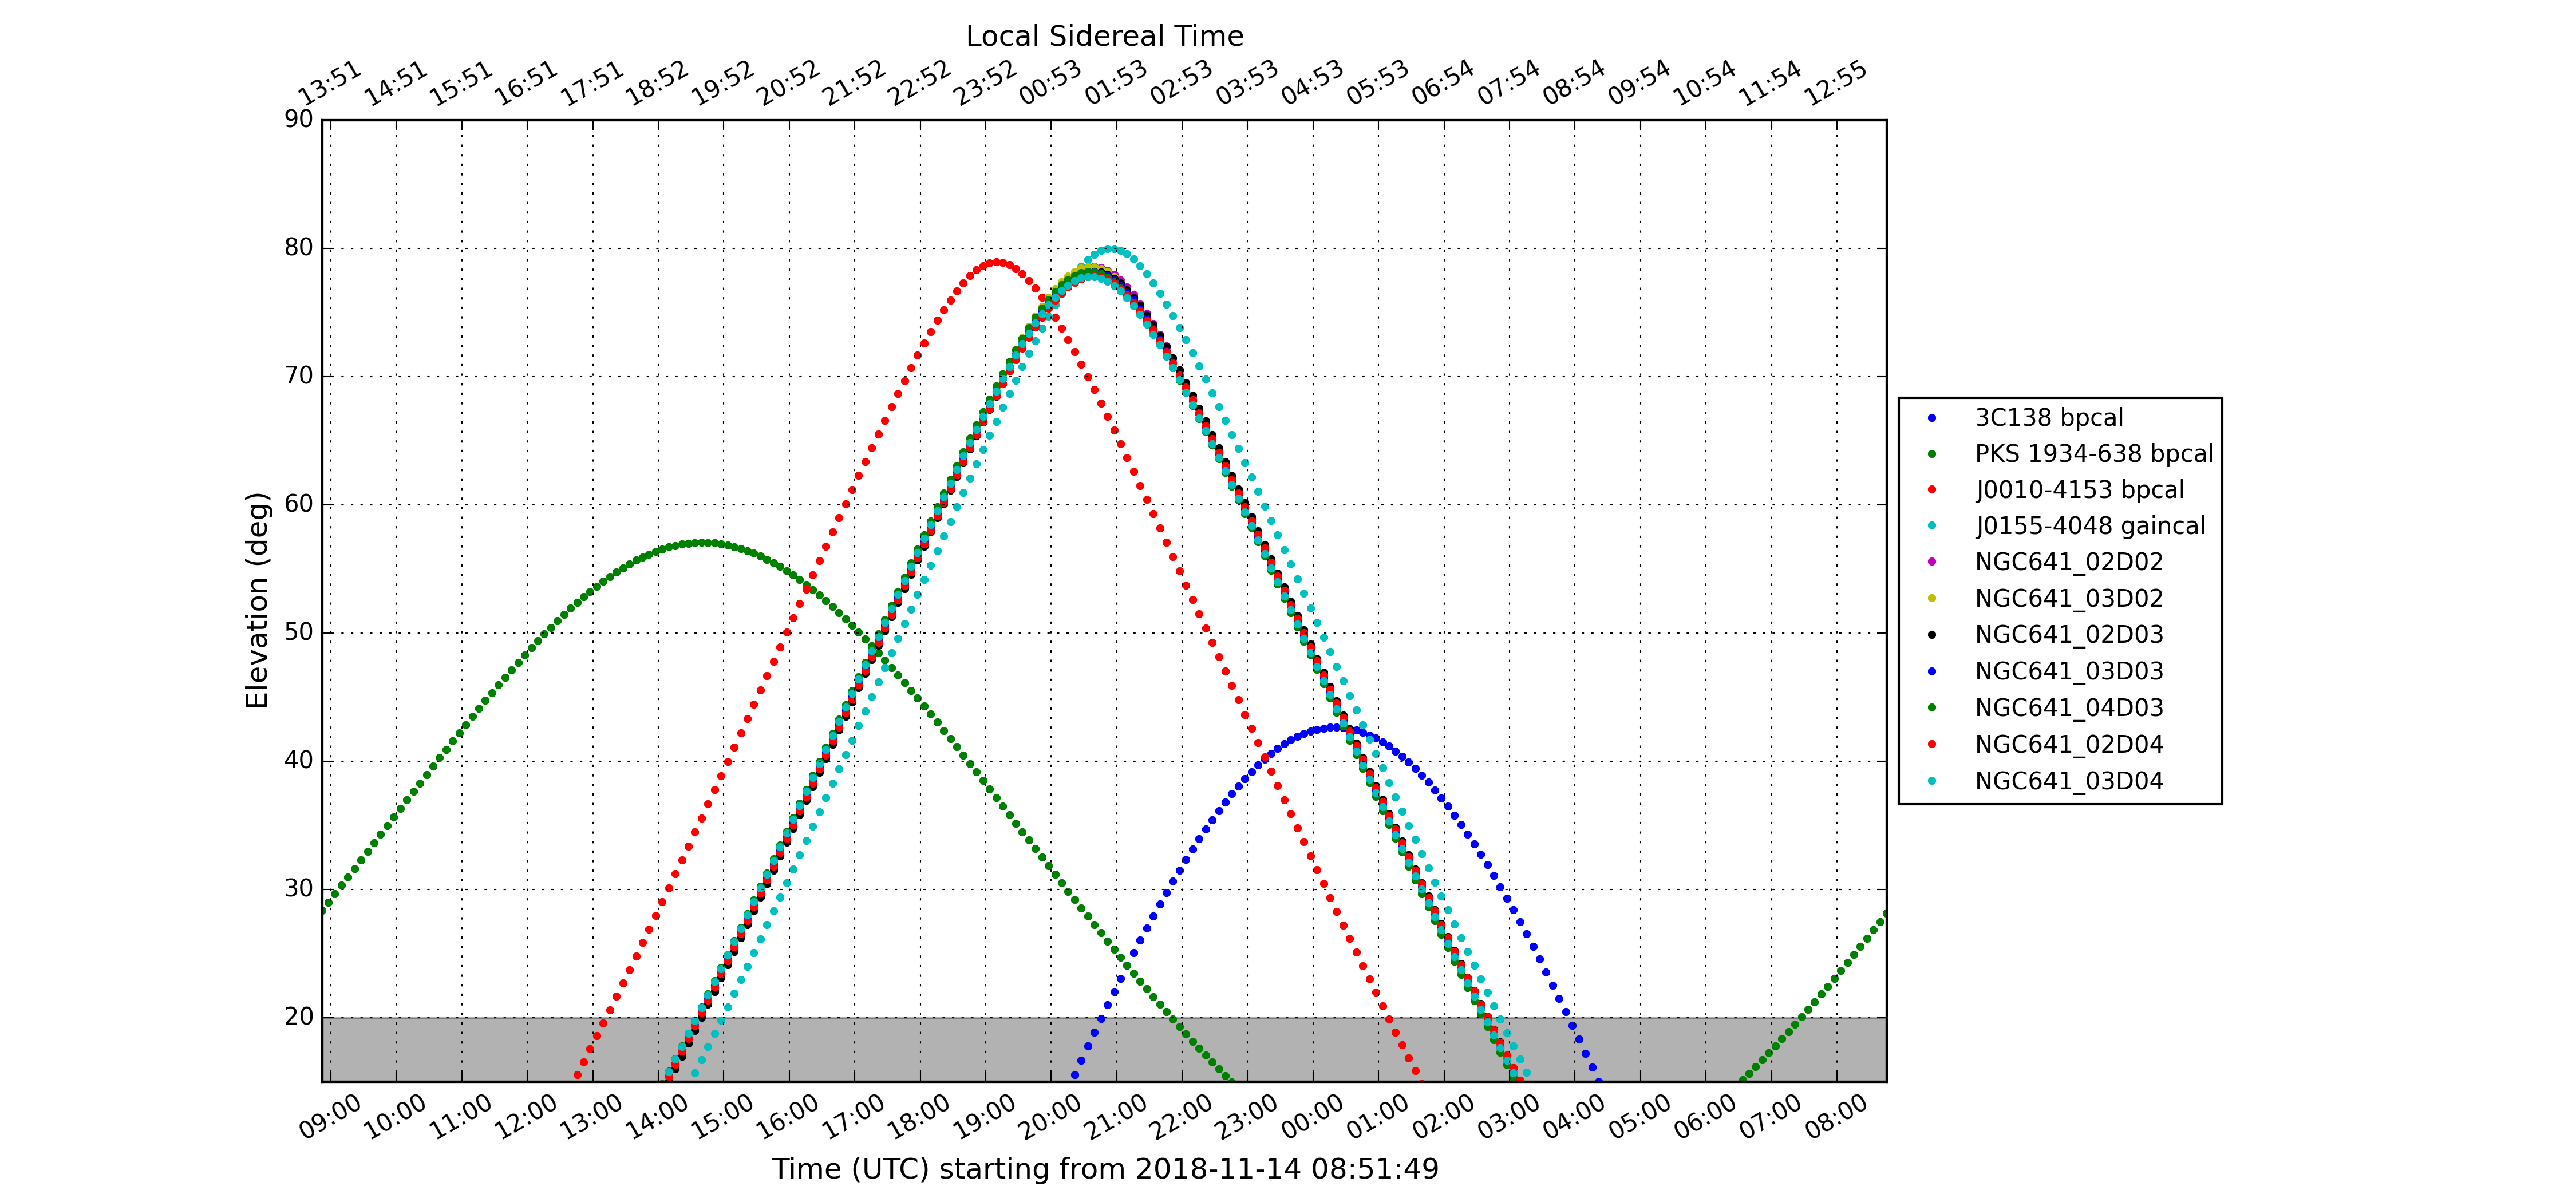 Local Sidereal Time
13:51 14:51 15:51 16:51 17:51 18:52 19:52 20:52 21:52 22:52 23:52 00:53 01:53 02:53 03:53 04:53 05:53 06:54 07:54 08:54 09:54 10:54 11:54 12:55
90
80
70
60
50
40
30
20
Elevation (deg)
3C138 bpcal
PKS 1934-638 bpcal
J0010-4153 bpcal
J0155-4048 gaincal
NGC641_02D02
NGC641_03D02
NGC641_02D03
NGC641_03D03
NGC641_04D03
NGC641_02D04
NGC641_03D04
09:00 10:00 11:00 12:00 13:00 14:00 15:00 16:00 17:00 18:00 19:00 20:00 21:00 22:00 23:00 00:00 01:00 02:00 03:00 04:00 05:00 06:00 07:00 08:00
Time (UTC) starting from 2018-11-14 08:51:49